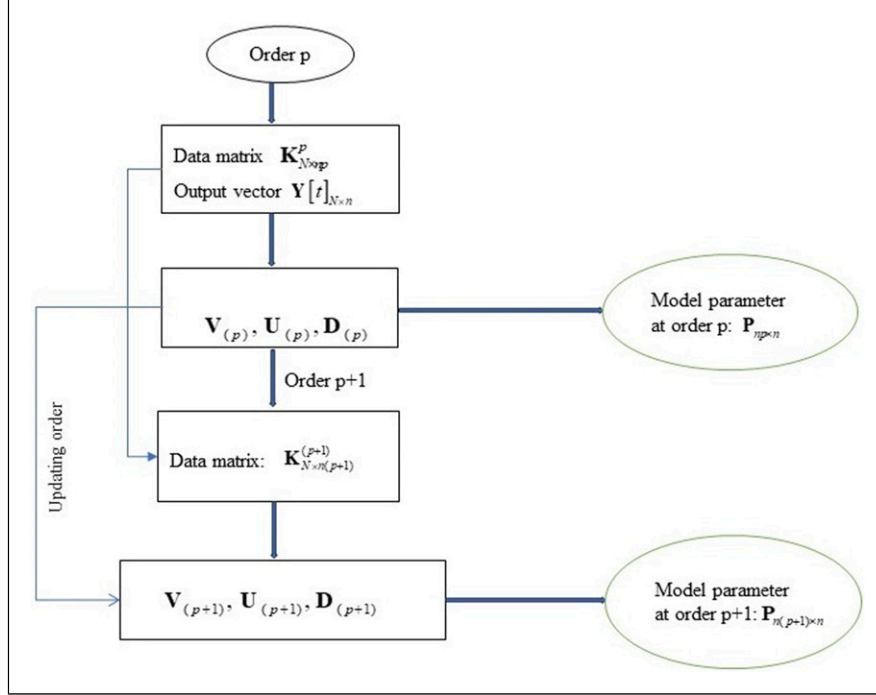 Order p
Data matrix K^p_{N×np}
Output vector Y[t]_{N×n}
V_(p), U_(p), D_(p)
Model parameter
at order p: P_{np×n}
Order p+1
Updating order
Data matrix: K^{(p+1)}_{N×n(p+1)}
V_(p+1), U_(p+1), D_(p+1)
Model parameter
at order p+1: P_{n(p+1)×n}